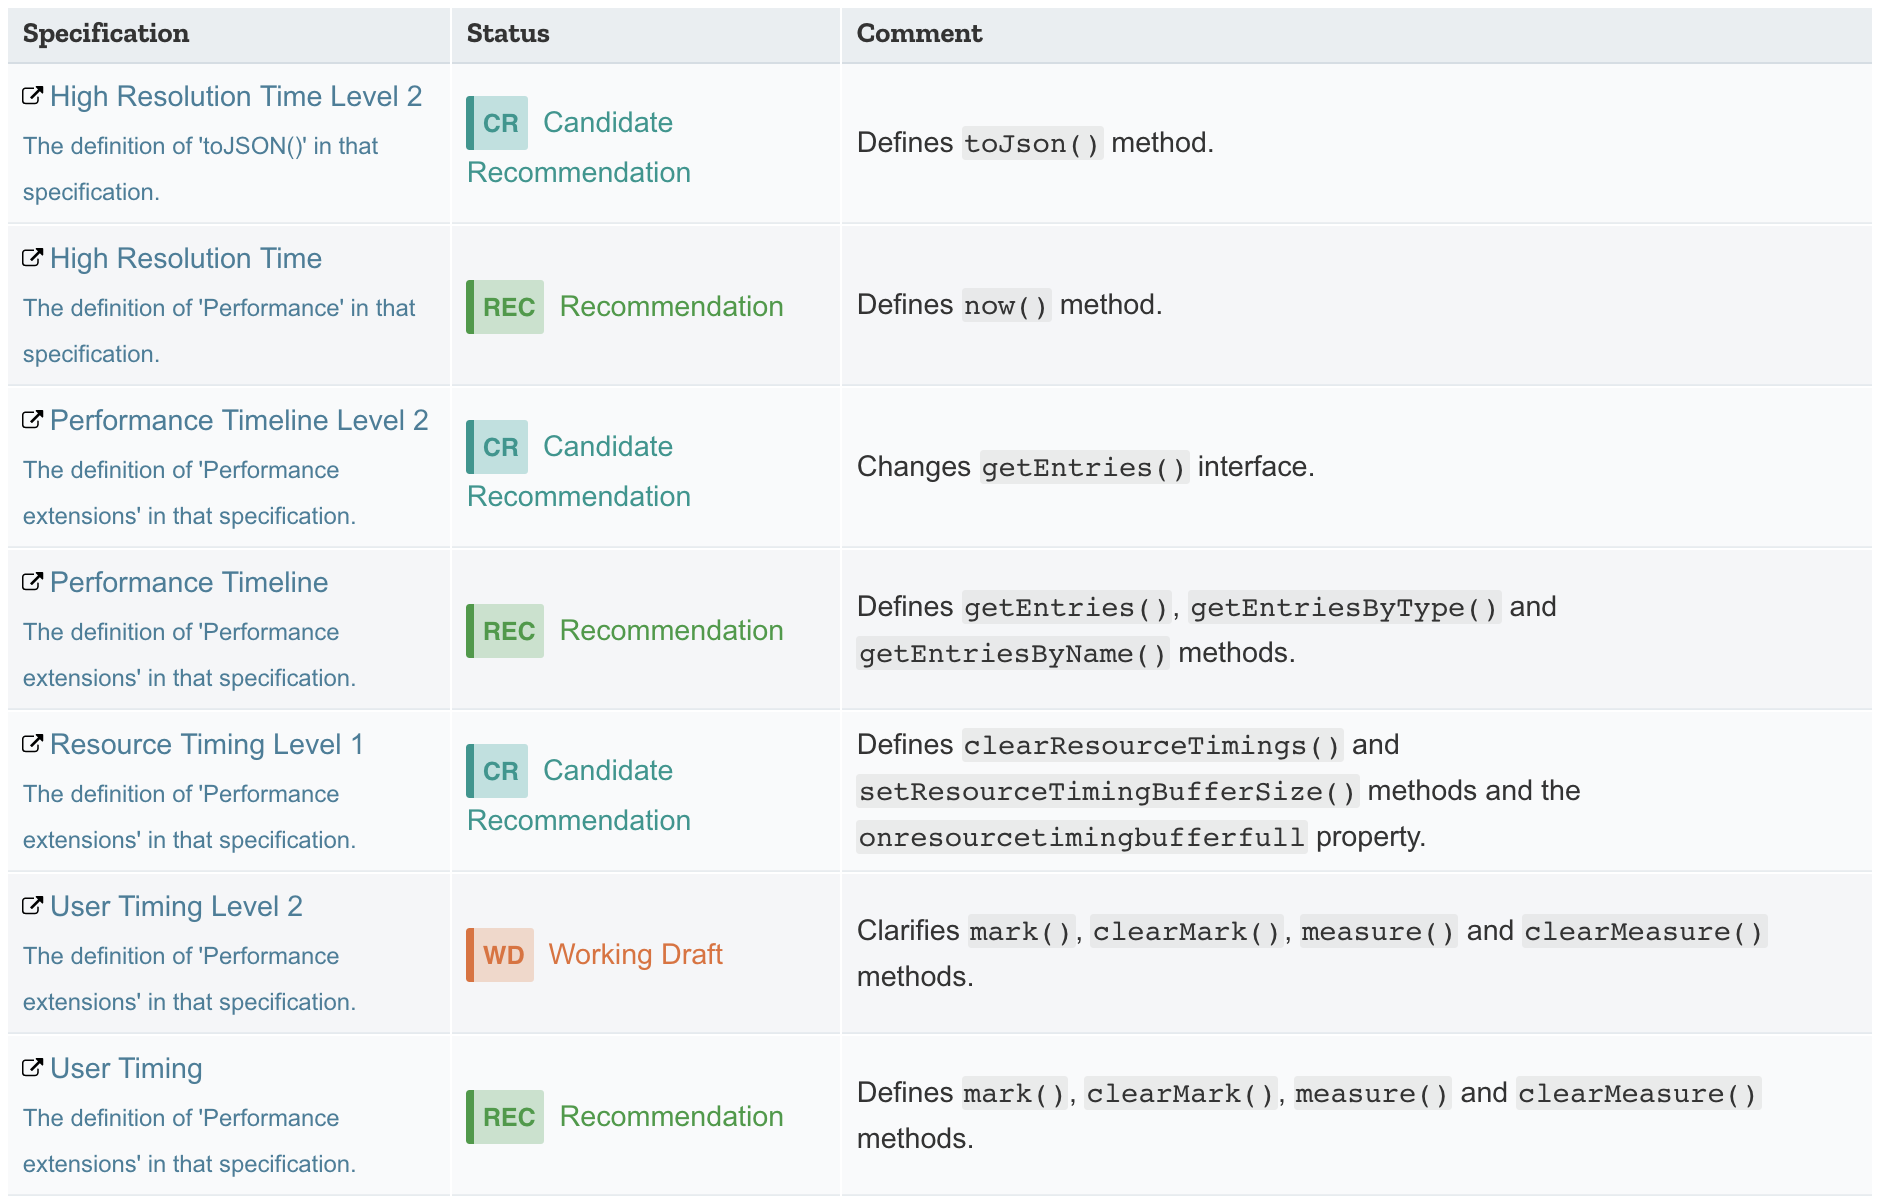 Specification Status Comment
High Resolution Time Level 2
The definition of 'toJSON()' in that
specification.
CR Candidate
Recommendation
Defines toJson() method.
High Resolution Time
The definition of 'Performance' in that
specification.
REC Recommendation
Defines now() method.
Performance Timeline Level 2
The definition of 'Performance
extensions' in that specification.
CR Candidate
Recommendation
Changes getEntries() interface.
Performance Timeline
The definition of 'Performance
extensions' in that specification.
REC Recommendation
Defines getEntries(), getEntriesByType() and
getEntriesByName() methods.
Resource Timing Level 1
The definition of 'Performance
extensions' in that specification.
CR Candidate
Recommendation
Defines clearResourceTimings() and
setResourceTimingBufferSize() methods and the
onresourcetimingbufferfull property.
User Timing Level 2
The definition of 'Performance
extensions' in that specification.
WD Working Draft
Clarifies mark(), clearMark(), measure() and clearMeasure()
methods.
User Timing
The definition of 'Performance
extensions' in that specification.
REC Recommendation
Defines mark(), clearMark(), measure() and clearMeasure()
methods.